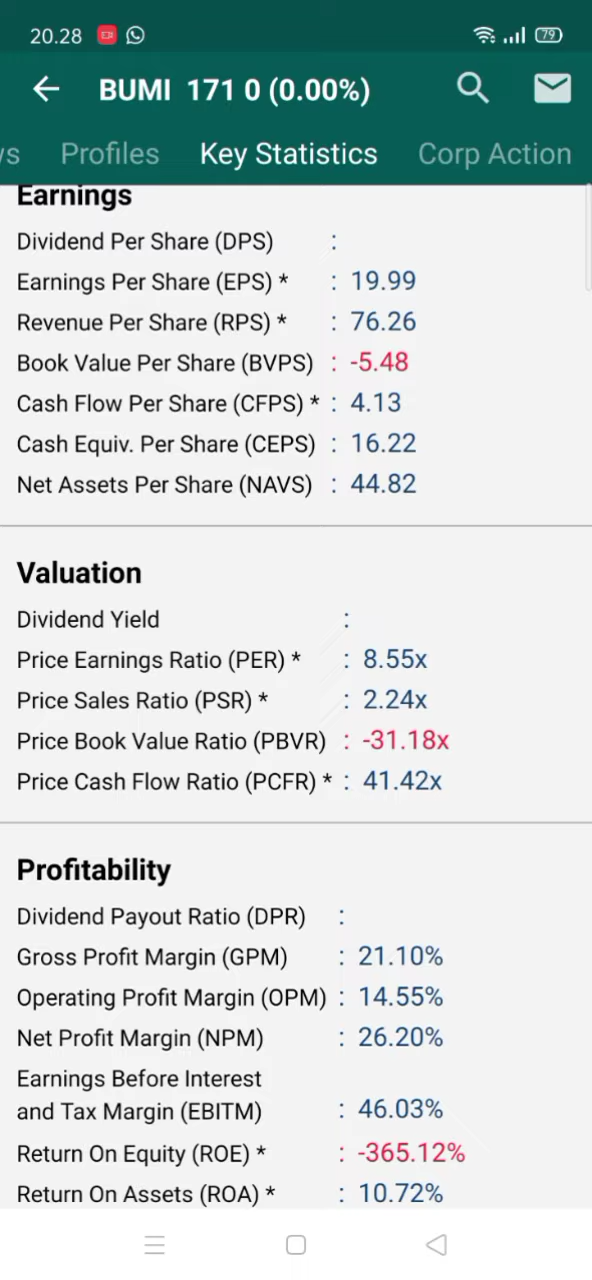 20.28 79
BUMI 171 0 (0.00%)
vs Profiles Key Statistics Corp Action
Earnings
Dividend Per Share (DPS) :
Earnings Per Share (EPS) * : 19.99
Revenue Per Share (RPS) * : 76.26
Book Value Per Share (BVPS) : -5.48
Cash Flow Per Share (CFPS) * : 4.13
Cash Equiv. Per Share (CEPS) : 16.22
Net Assets Per Share (NAVS) : 44.82
Valuation
Dividend Yield :
Price Earnings Ratio (PER) * : 8.55x
Price Sales Ratio (PSR) * : 2.24x
Price Book Value Ratio (PBVR) : -31.18x
Price Cash Flow Ratio (PCFR) * : 41.42x
Profitability
Dividend Payout Ratio (DPR) :
Gross Profit Margin (GPM) : 21.10%
Operating Profit Margin (OPM) : 14.55%
Net Profit Margin (NPM) : 26.20%
Earnings Before Interest
and Tax Margin (EBITM) : 46.03%
Return On Equity (ROE) * : -365.12%
Return On Assets (ROA) * : 10.72%